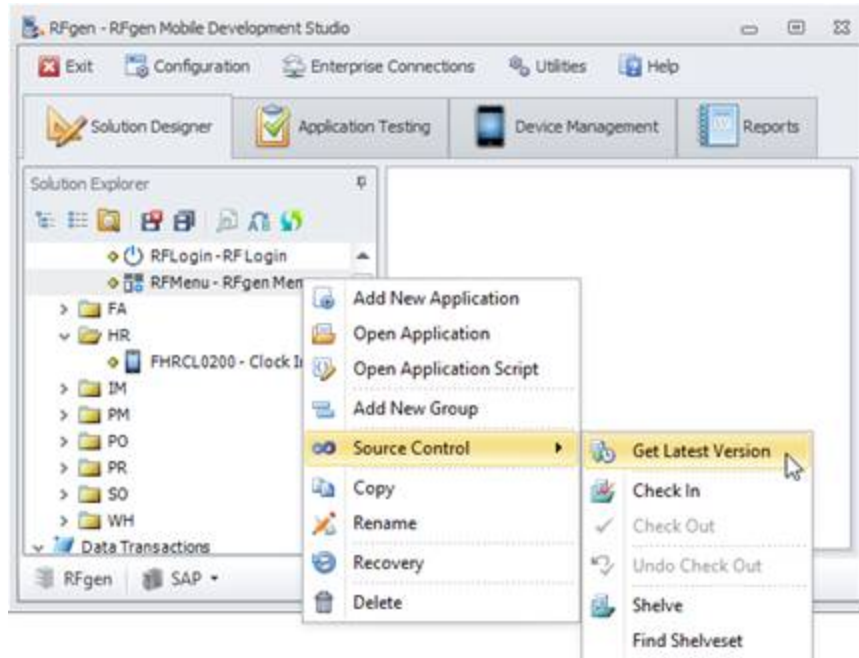 RFgen - RFgen Mobile Development Studio
Exit Configuration Enterprise Connections Utilities Help
Solution Designer Application Testing Device Management Reports
Solution Explorer
RFLogin - RF Login
RFMenu - RFgen Men
FA
HR
FHRCL0200 - Clock I
IM
PM
PO
PR
SO
WH
Data Transactions
RFgen SAP
Add New Application
Open Application
Open Application Script
Add New Group
Source Control
Copy
Rename
Recovery
Delete
Get Latest Version
Check In
Check Out
Undo Check Out
Shelve
Find Shelveset